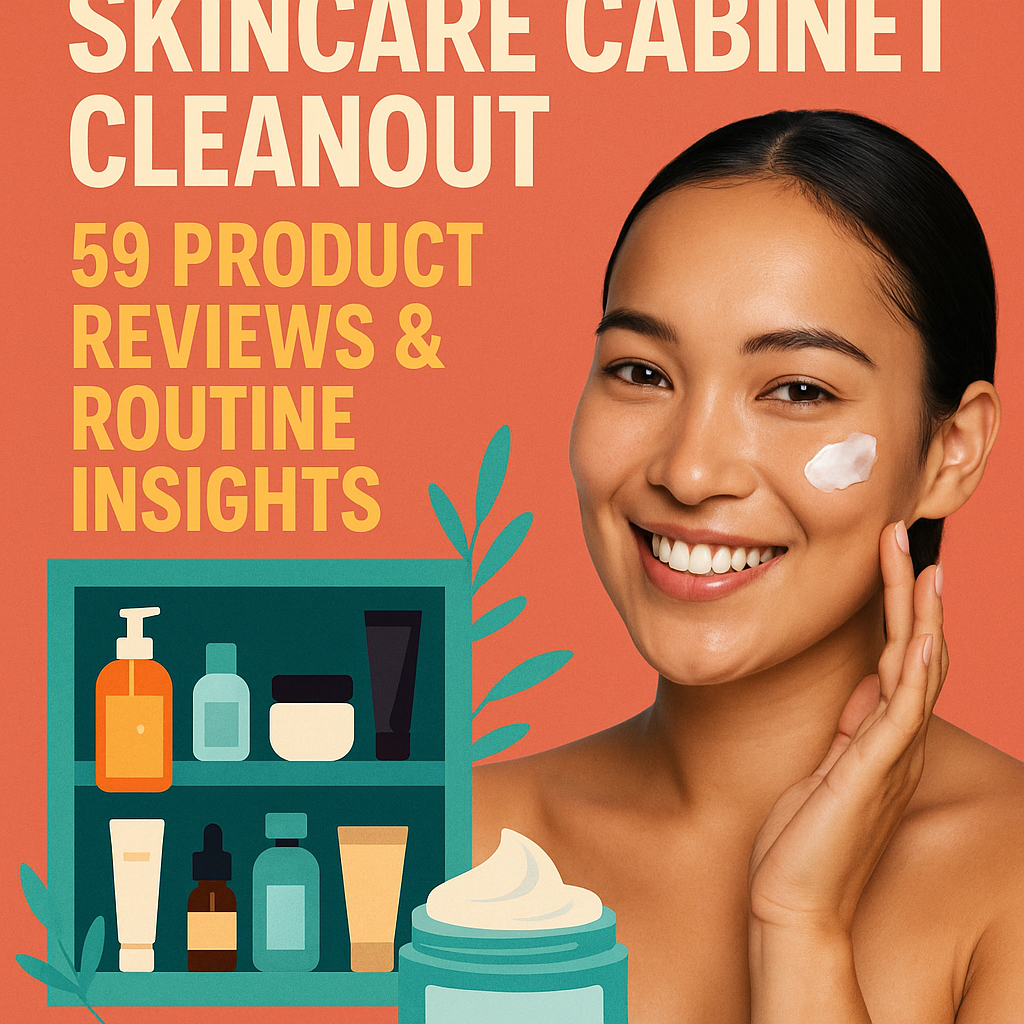 SKINCARE CABINET
CLEANOUT
59 PRODUCT
REVIEWS &
ROUTINE
INSIGHTS